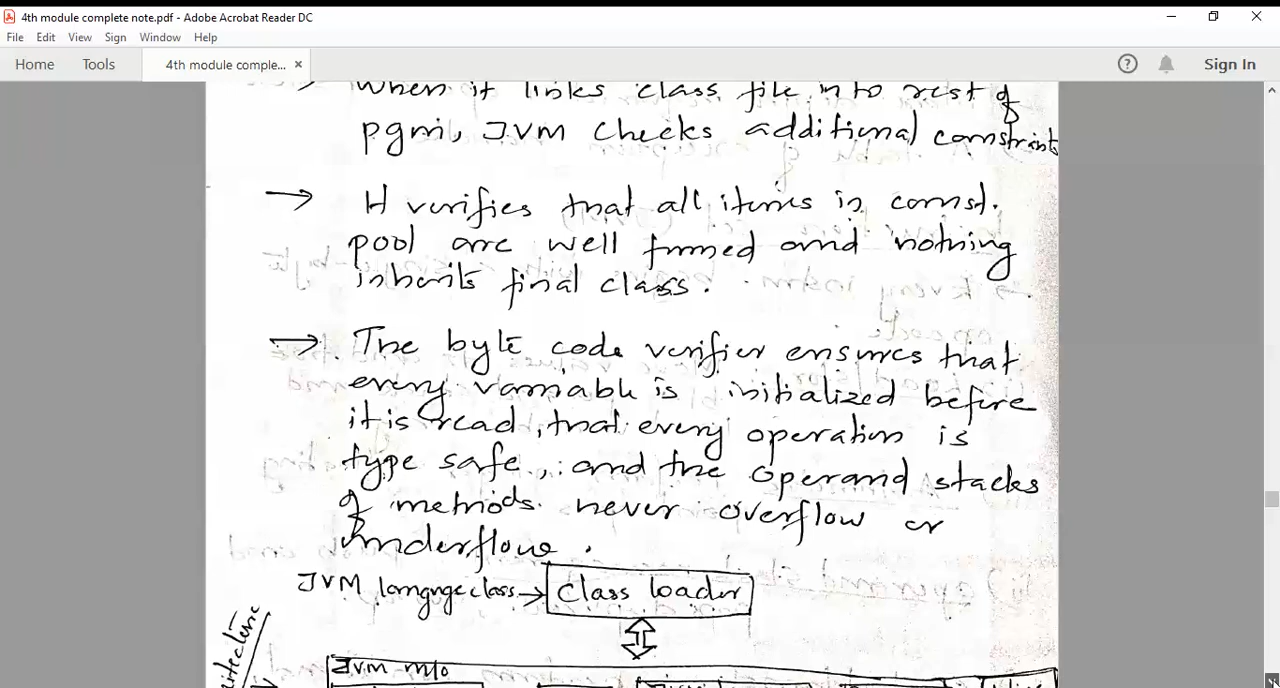 4th module complete note.pdf - Adobe Acrobat Reader DC
File Edit View Sign Window Help
Home Tools 4th module comple... × Sign In
→ When it links class file into rest of
pgm, JVM checks additional constraints
→ It verifies that all items in const.
pool are well formed and nothing
inherits final class.
→ The byte code verifier ensures that
every variable is initialized before
it is read, that every operation is
type safe, and the operand stacks
of methods never overflow or
underflow.
JVM language class → class loader
JVM m/o